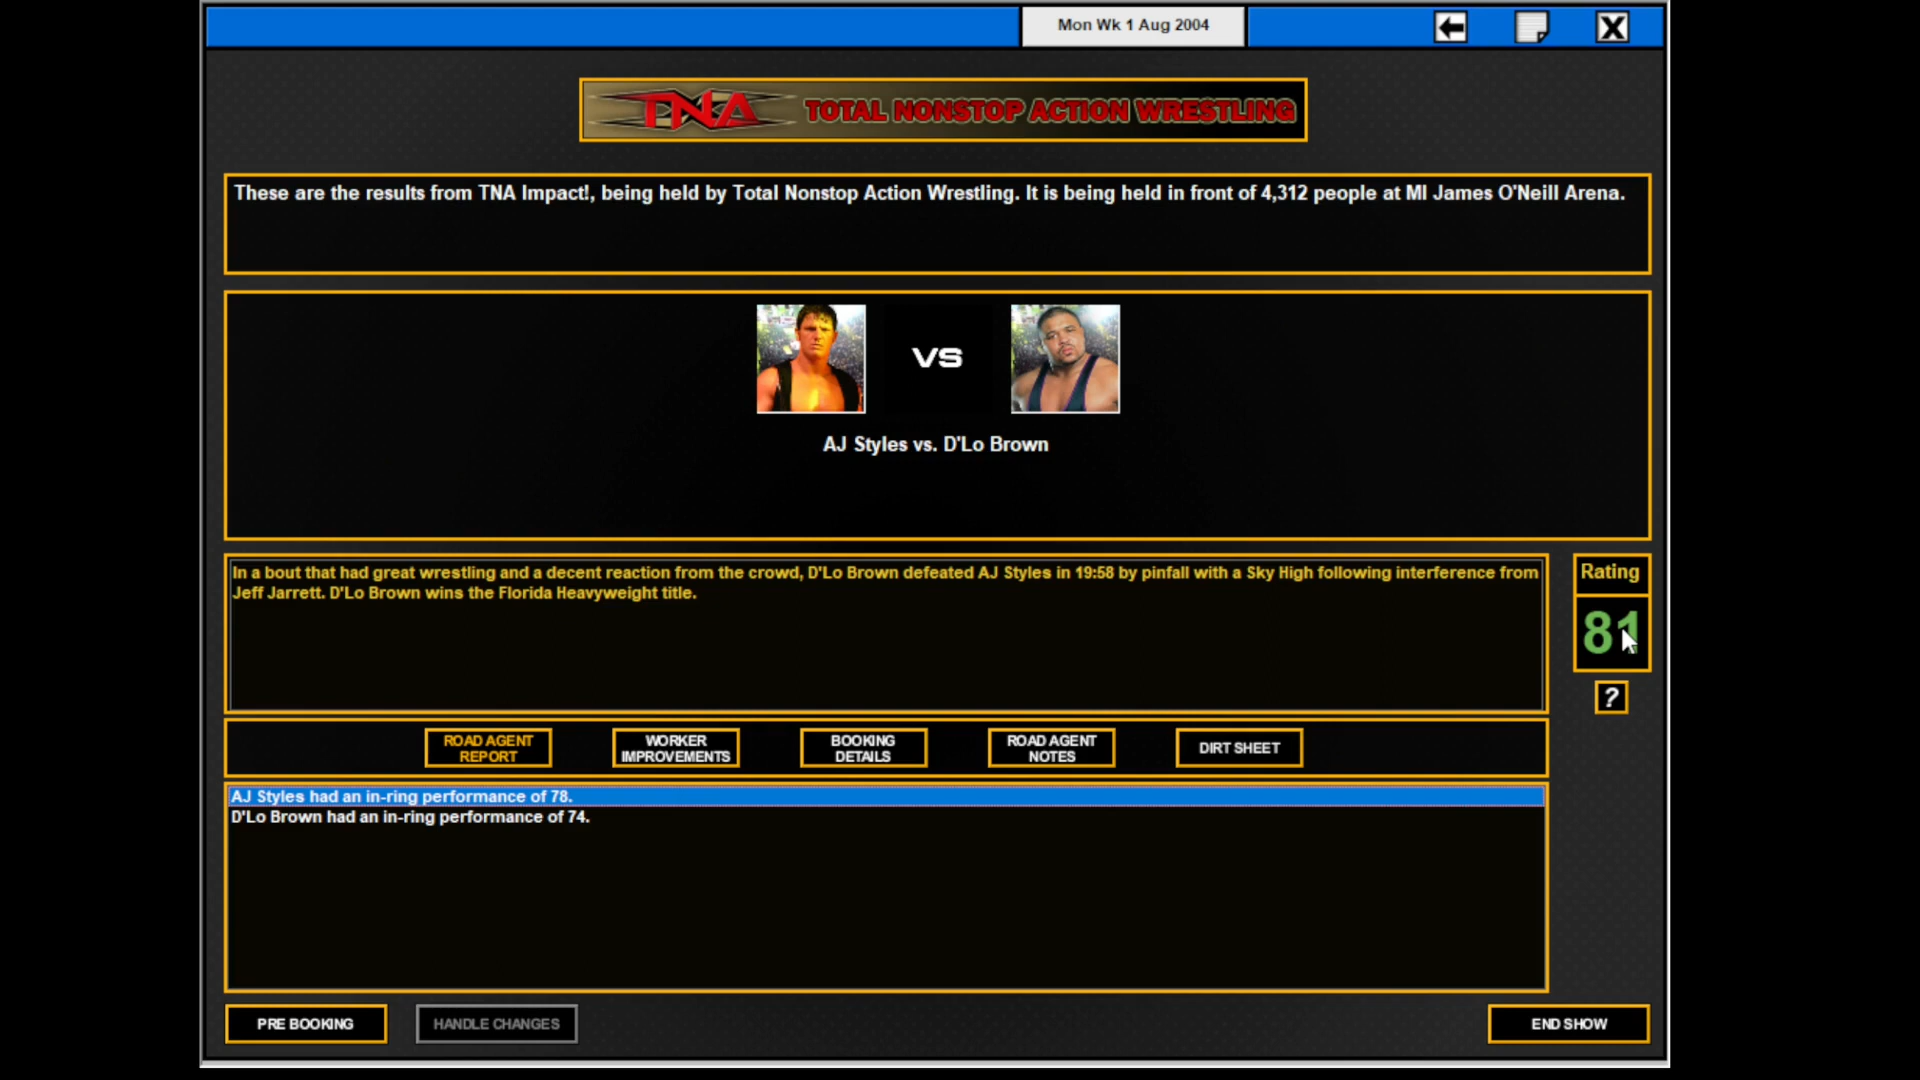 Mon Wk 1 Aug 2004
X
TNA TOTAL NONSTOP ACTION WRESTLING
These are the results from TNA Impact!, being held by Total Nonstop Action Wrestling. It is being held in front of 4,312 people at MI James O'Neill Arena.
VS
AJ Styles vs. D'Lo Brown
In a bout that had great wrestling and a decent reaction from the crowd, D'Lo Brown defeated AJ Styles in 19:58 by pinfall with a Sky High following interference from
Jeff Jarrett. D'Lo Brown wins the Florida Heavyweight title.
Rating
81
?
ROAD AGENT
REPORT
WORKER
IMPROVEMENTS
BOOKING
DETAILS
ROAD AGENT
NOTES
DIRT SHEET
AJ Styles had an in-ring performance of 78.
D'Lo Brown had an in-ring performance of 74.
PRE BOOKING
HANDLE CHANGES
END SHOW